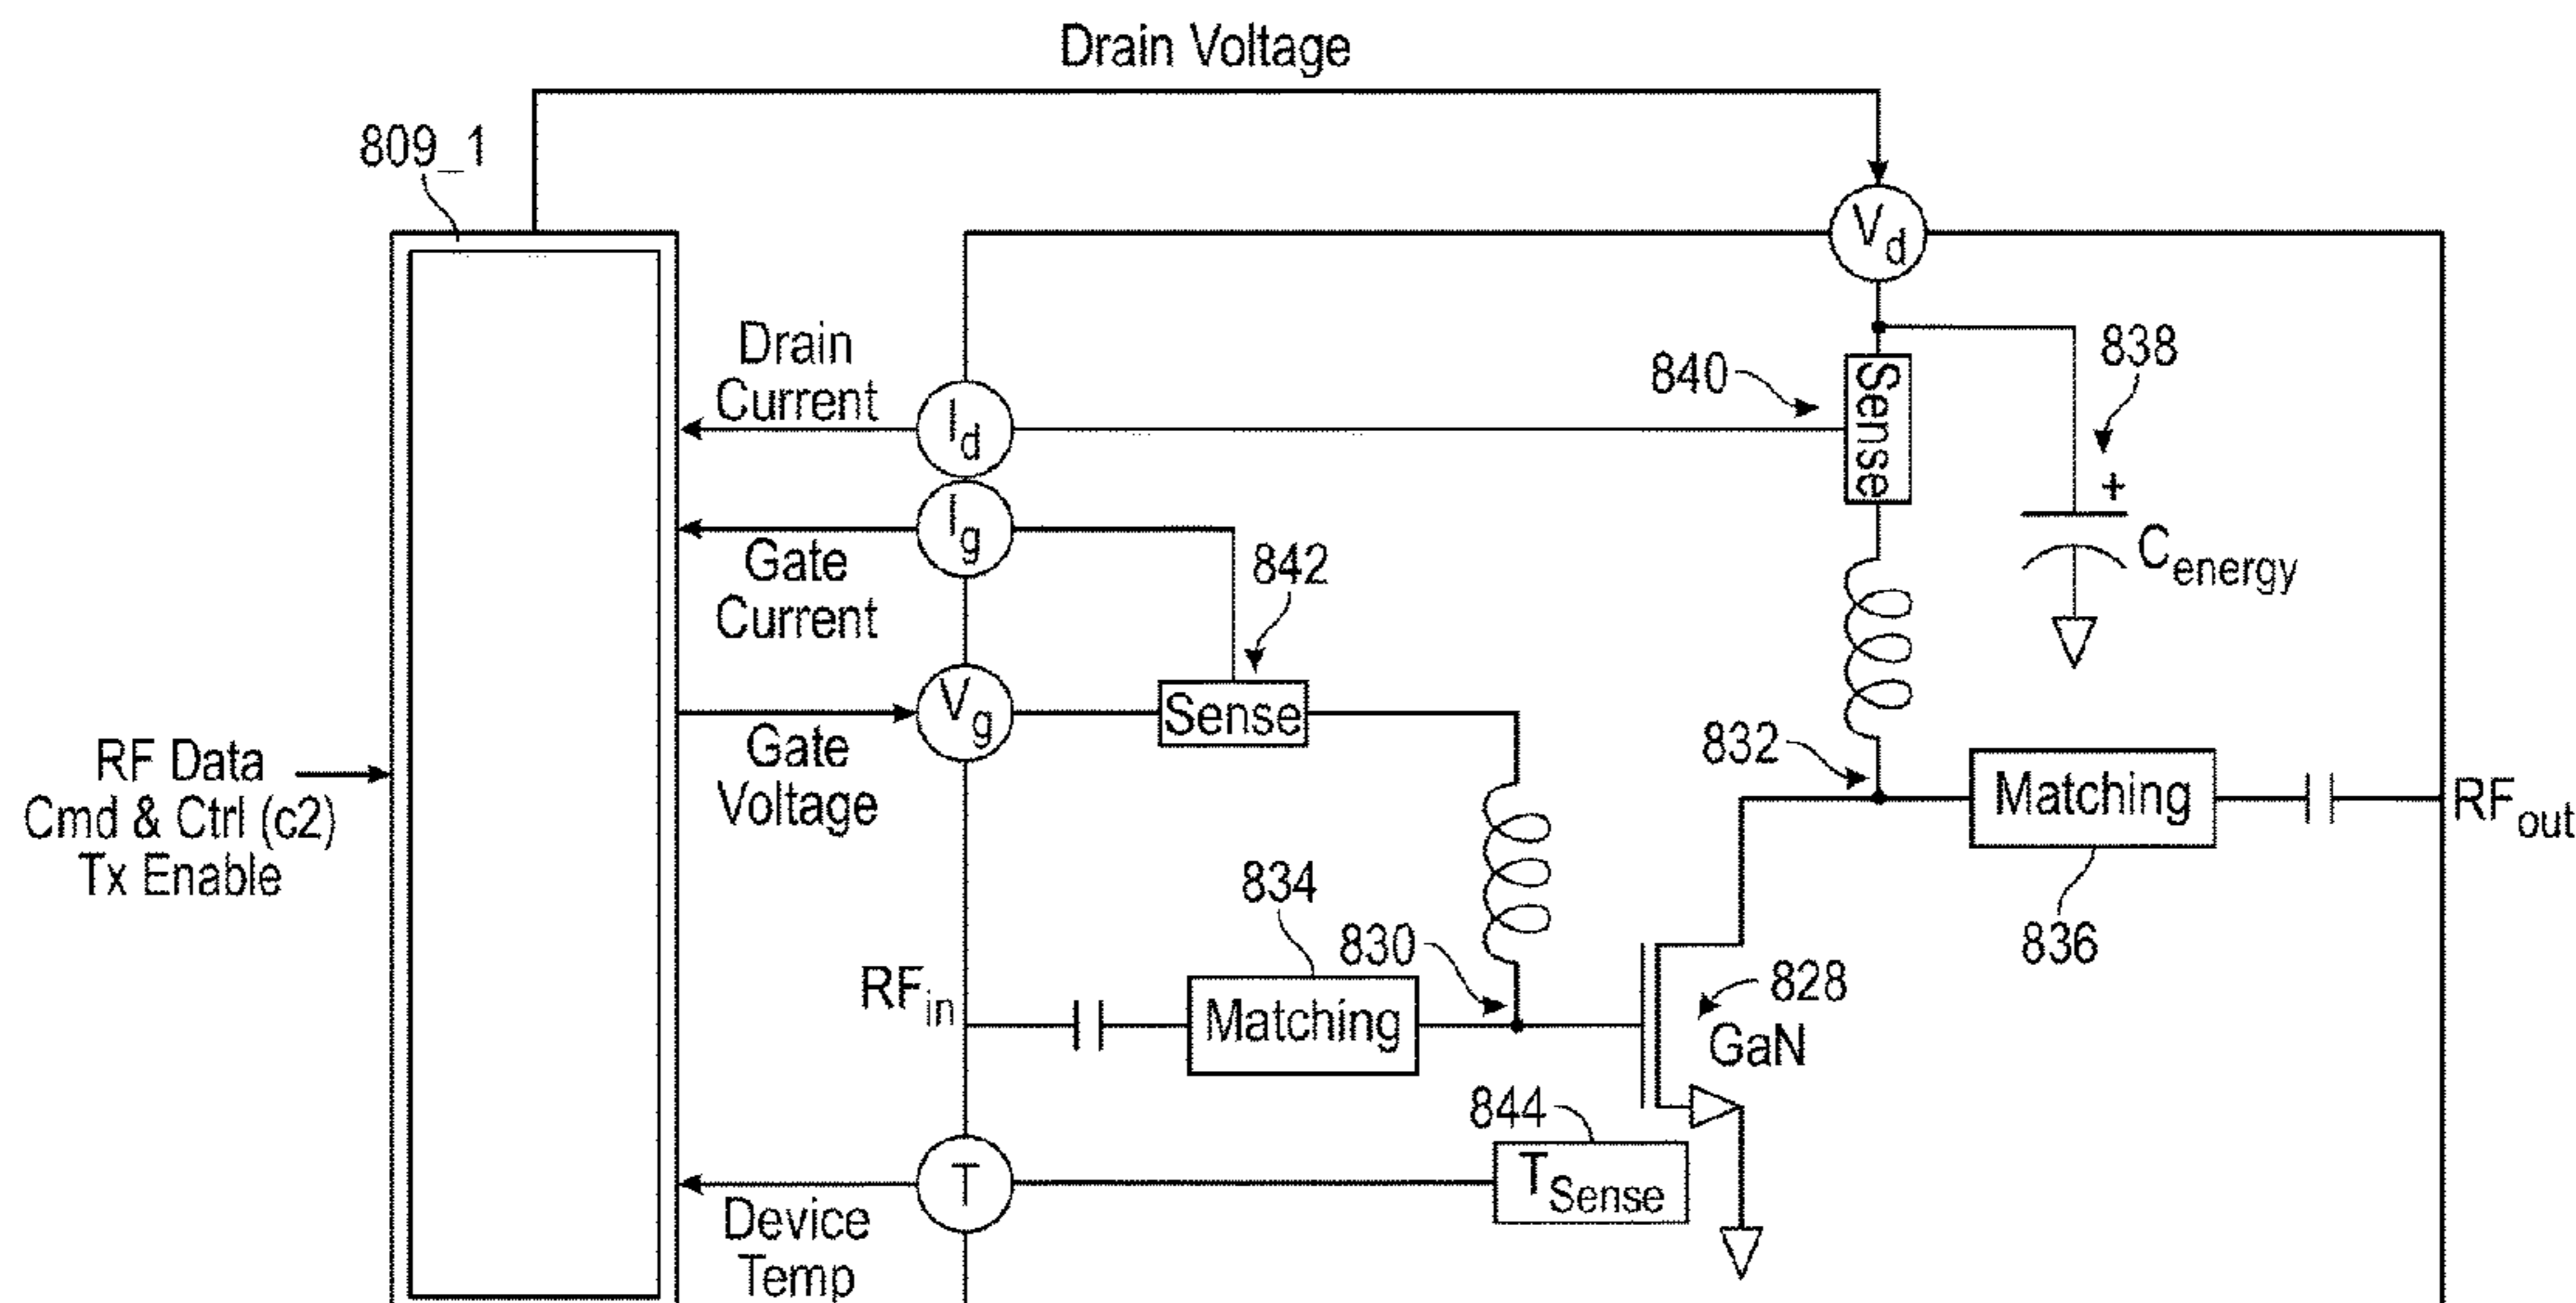 Drain Voltage
809_1
Vd
Drain
Current
Id
840
Sense
838
+
Cenergy
Ig
Gate
Current
842
Vg
Sense
Gate
Voltage
RF Data
Cmd & Ctrl (c2)
Tx Enable
832
Matching
RFout
836
834
830
RFin
Matching
828
GaN
844
TSense
T
Device
Temp